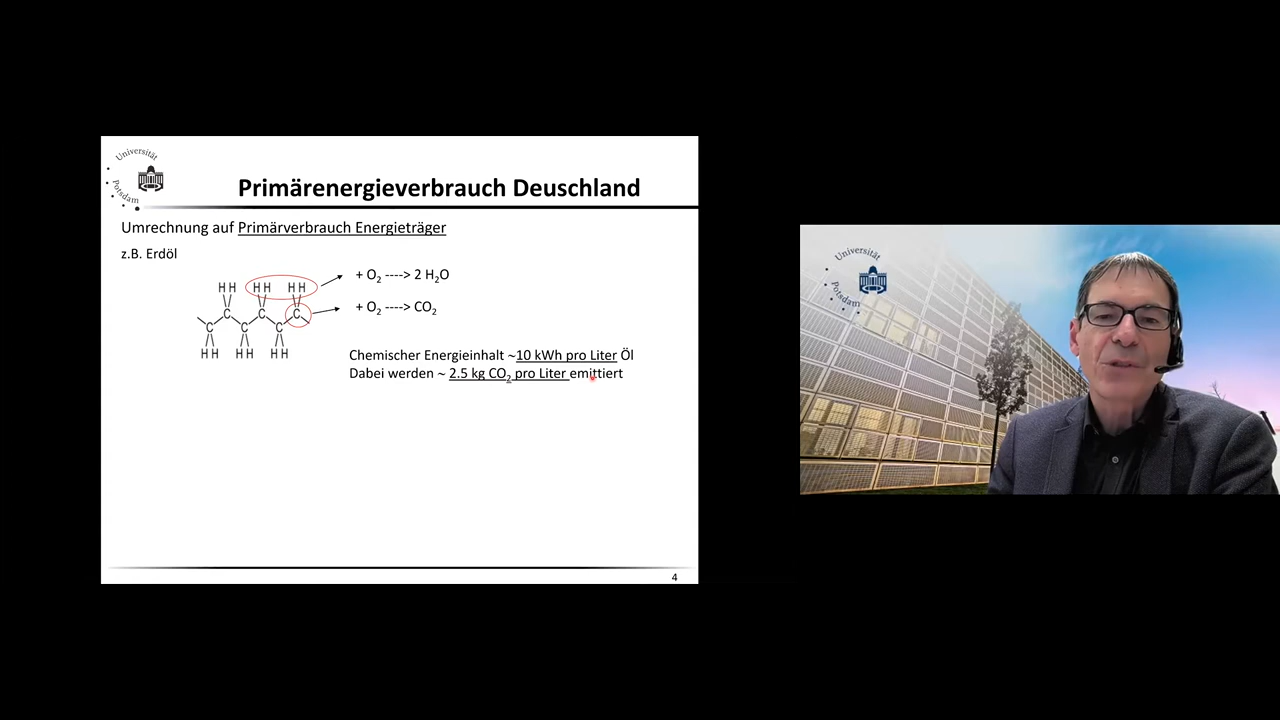 Universität
Potsdam
Primärenergieverbrauch Deuschland
Umrechnung auf Primärverbrauch Energieträger
z.B. Erdöl
+ O2 ----> 2 H2O
H H H H H H
+ O2 ----> CO2
C C C
C C C
H H H H H H
Chemischer Energieinhalt ~10 kWh pro Liter Öl
Dabei werden ~ 2.5 kg CO2 pro Liter emittiert
4
Universität
Potsdam